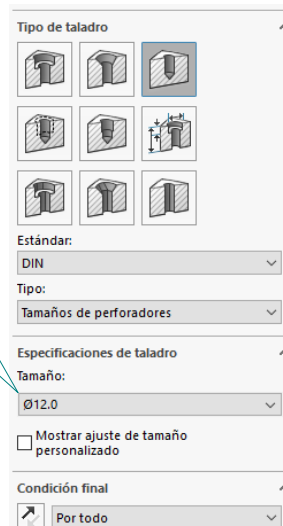 Tipo de taladro
Estándar:
DIN
Tipo:
Tamaños de perforadores
Especificaciones de taladro
Tamaño:
Ø12.0
Mostrar ajuste de tamaño
personalizado
Condición final
Por todo